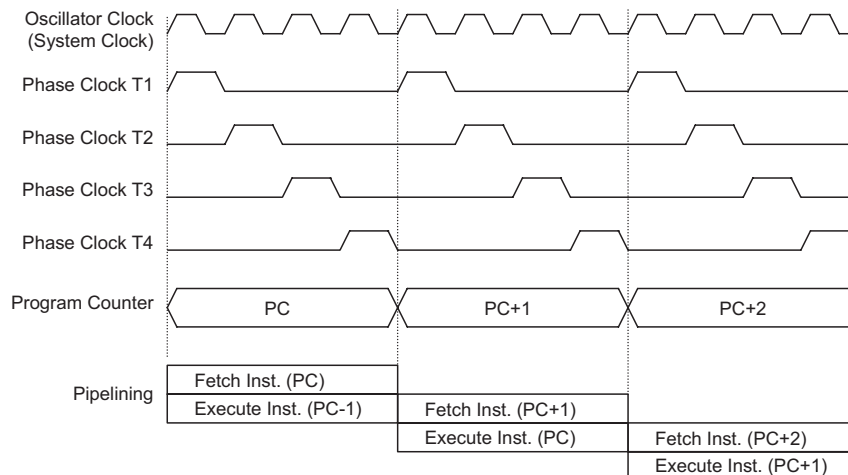 Oscillator Clock
(System Clock)
Phase Clock T1
Phase Clock T2
Phase Clock T3
Phase Clock T4
Program Counter
PC
PC+1
PC+2
Pipelining
Fetch Inst. (PC)
Execute Inst. (PC-1)
Fetch Inst. (PC+1)
Execute Inst. (PC)
Fetch Inst. (PC+2)
Execute Inst. (PC+1)